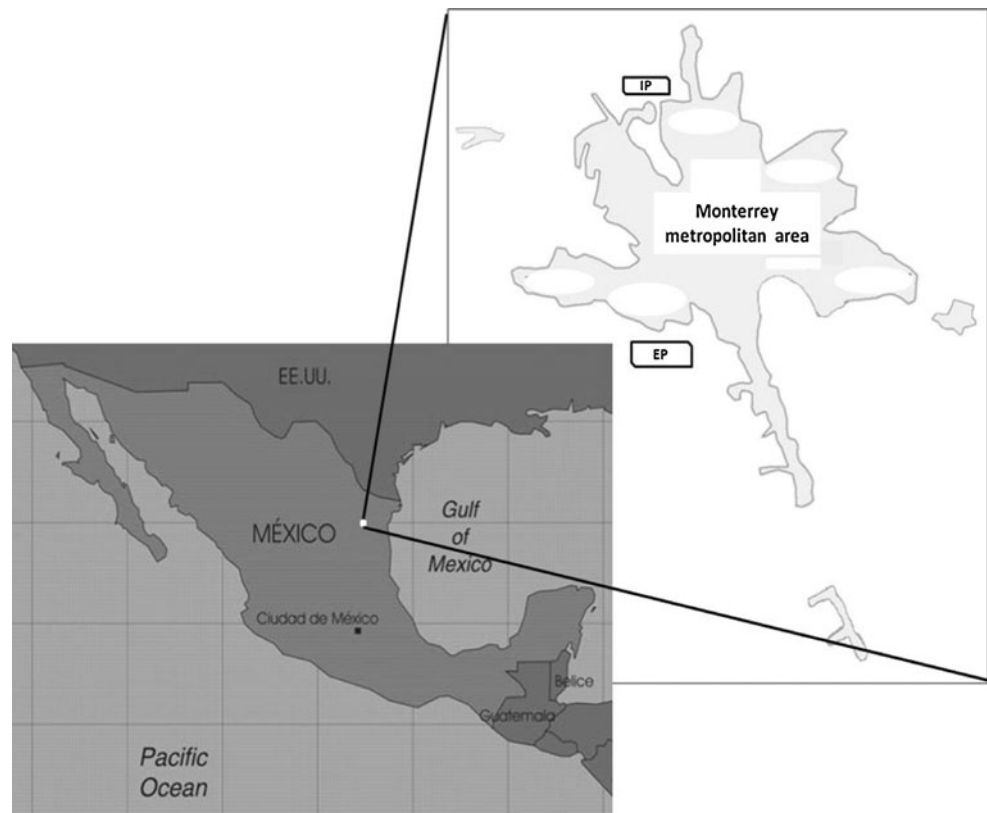 IP
Monterrey
metropolitan area
EP
EE.UU.
MÉXICO
Gulf
of
Mexico
Ciudad de México
Belice
Guatemala
Pacific
Ocean